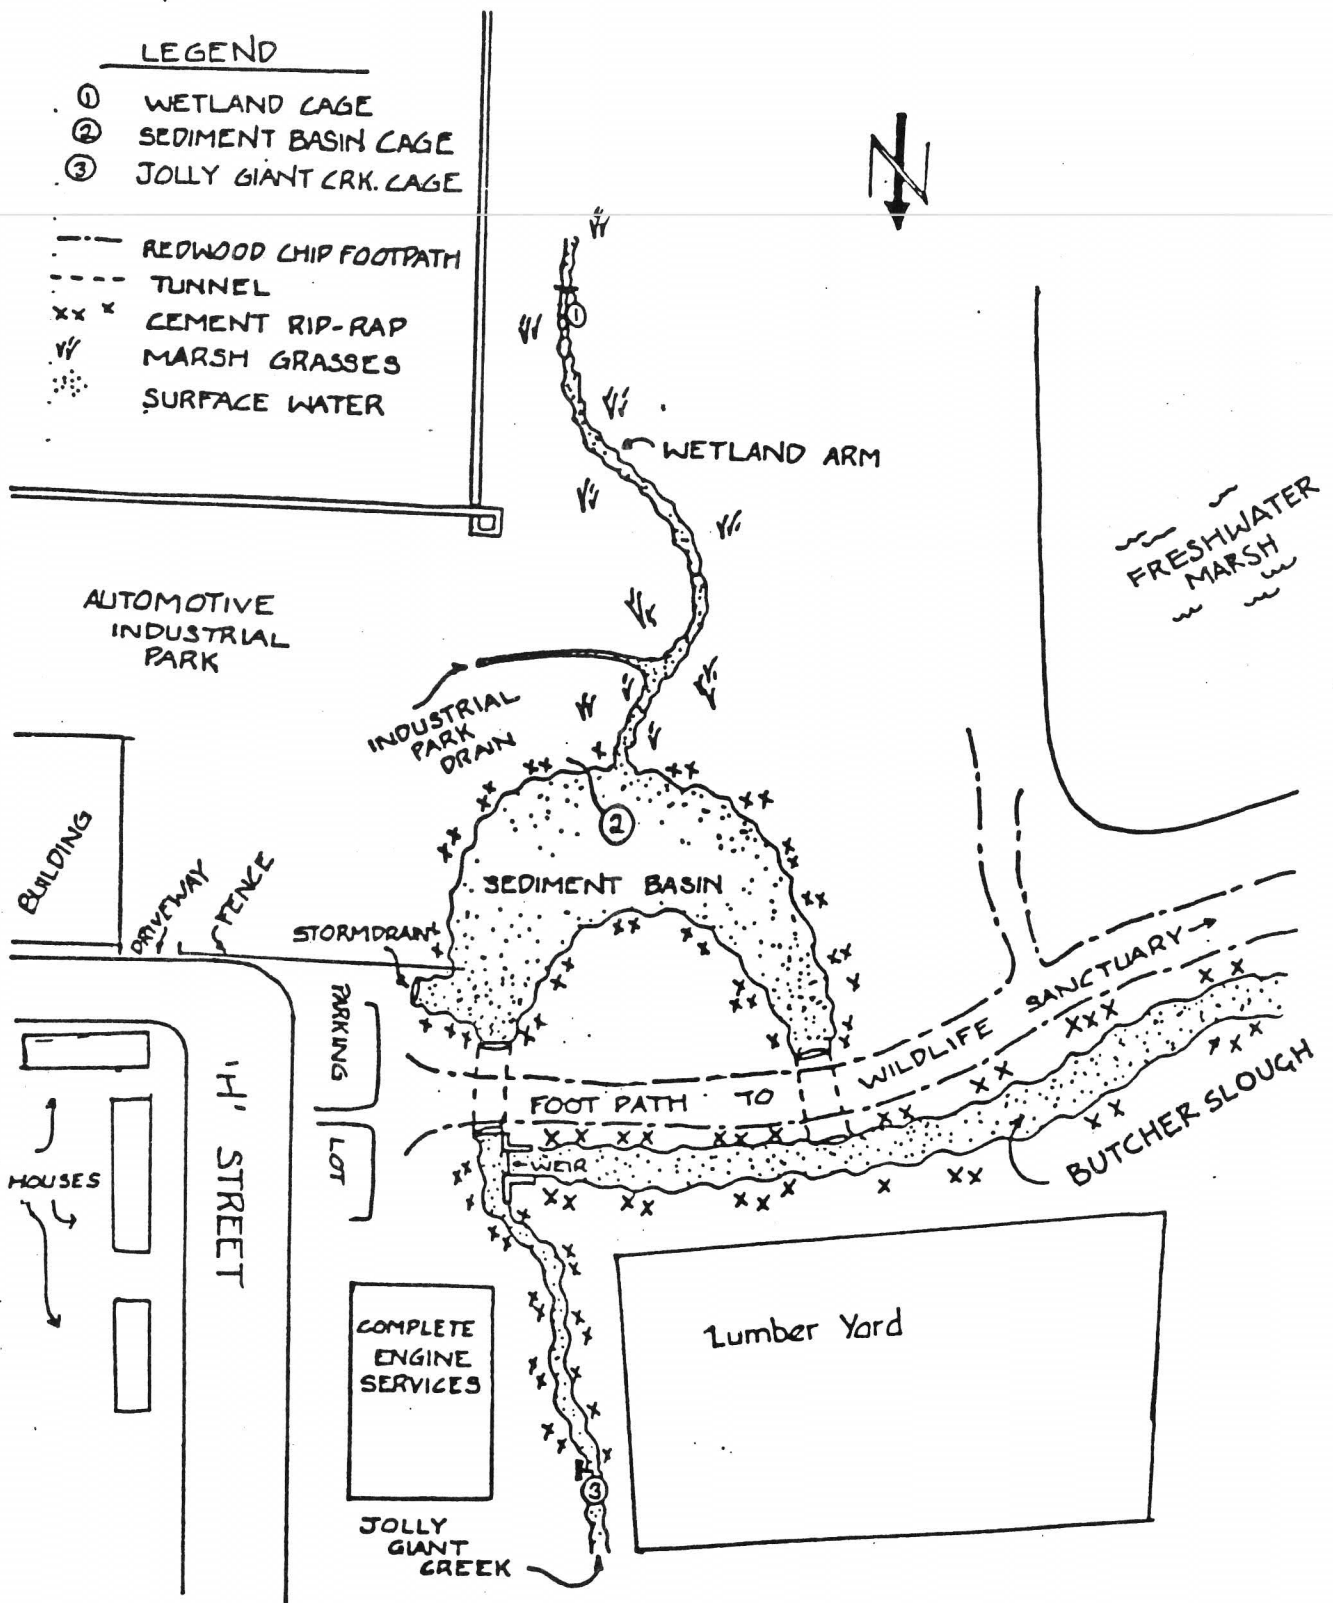 LEGEND
① WETLAND CAGE
② SEDIMENT BASIN CAGE
③ JOLLY GIANT CRK. CAGE
REDWOOD CHIP FOOTPATH
TUNNEL
CEMENT RIP-RAP
MARSH GRASSES
SURFACE WATER
N
①
WETLAND ARM
FRESHWATER
MARSH
AUTOMOTIVE
INDUSTRIAL
PARK
INDUSTRIAL
PARK
DRAIN
②
BUILDING
DRIVEWAY
FENCE
SEDIMENT BASIN
STORMDRAIN
PARKING
LOT
FOOT PATH TO WILDLIFE SANCTUARY
WEIR
BUTCHER SLOUGH
HOUSES
'H' STREET
COMPLETE
ENGINE
SERVICES
Lumber Yard
③
JOLLY
GIANT
CREEK